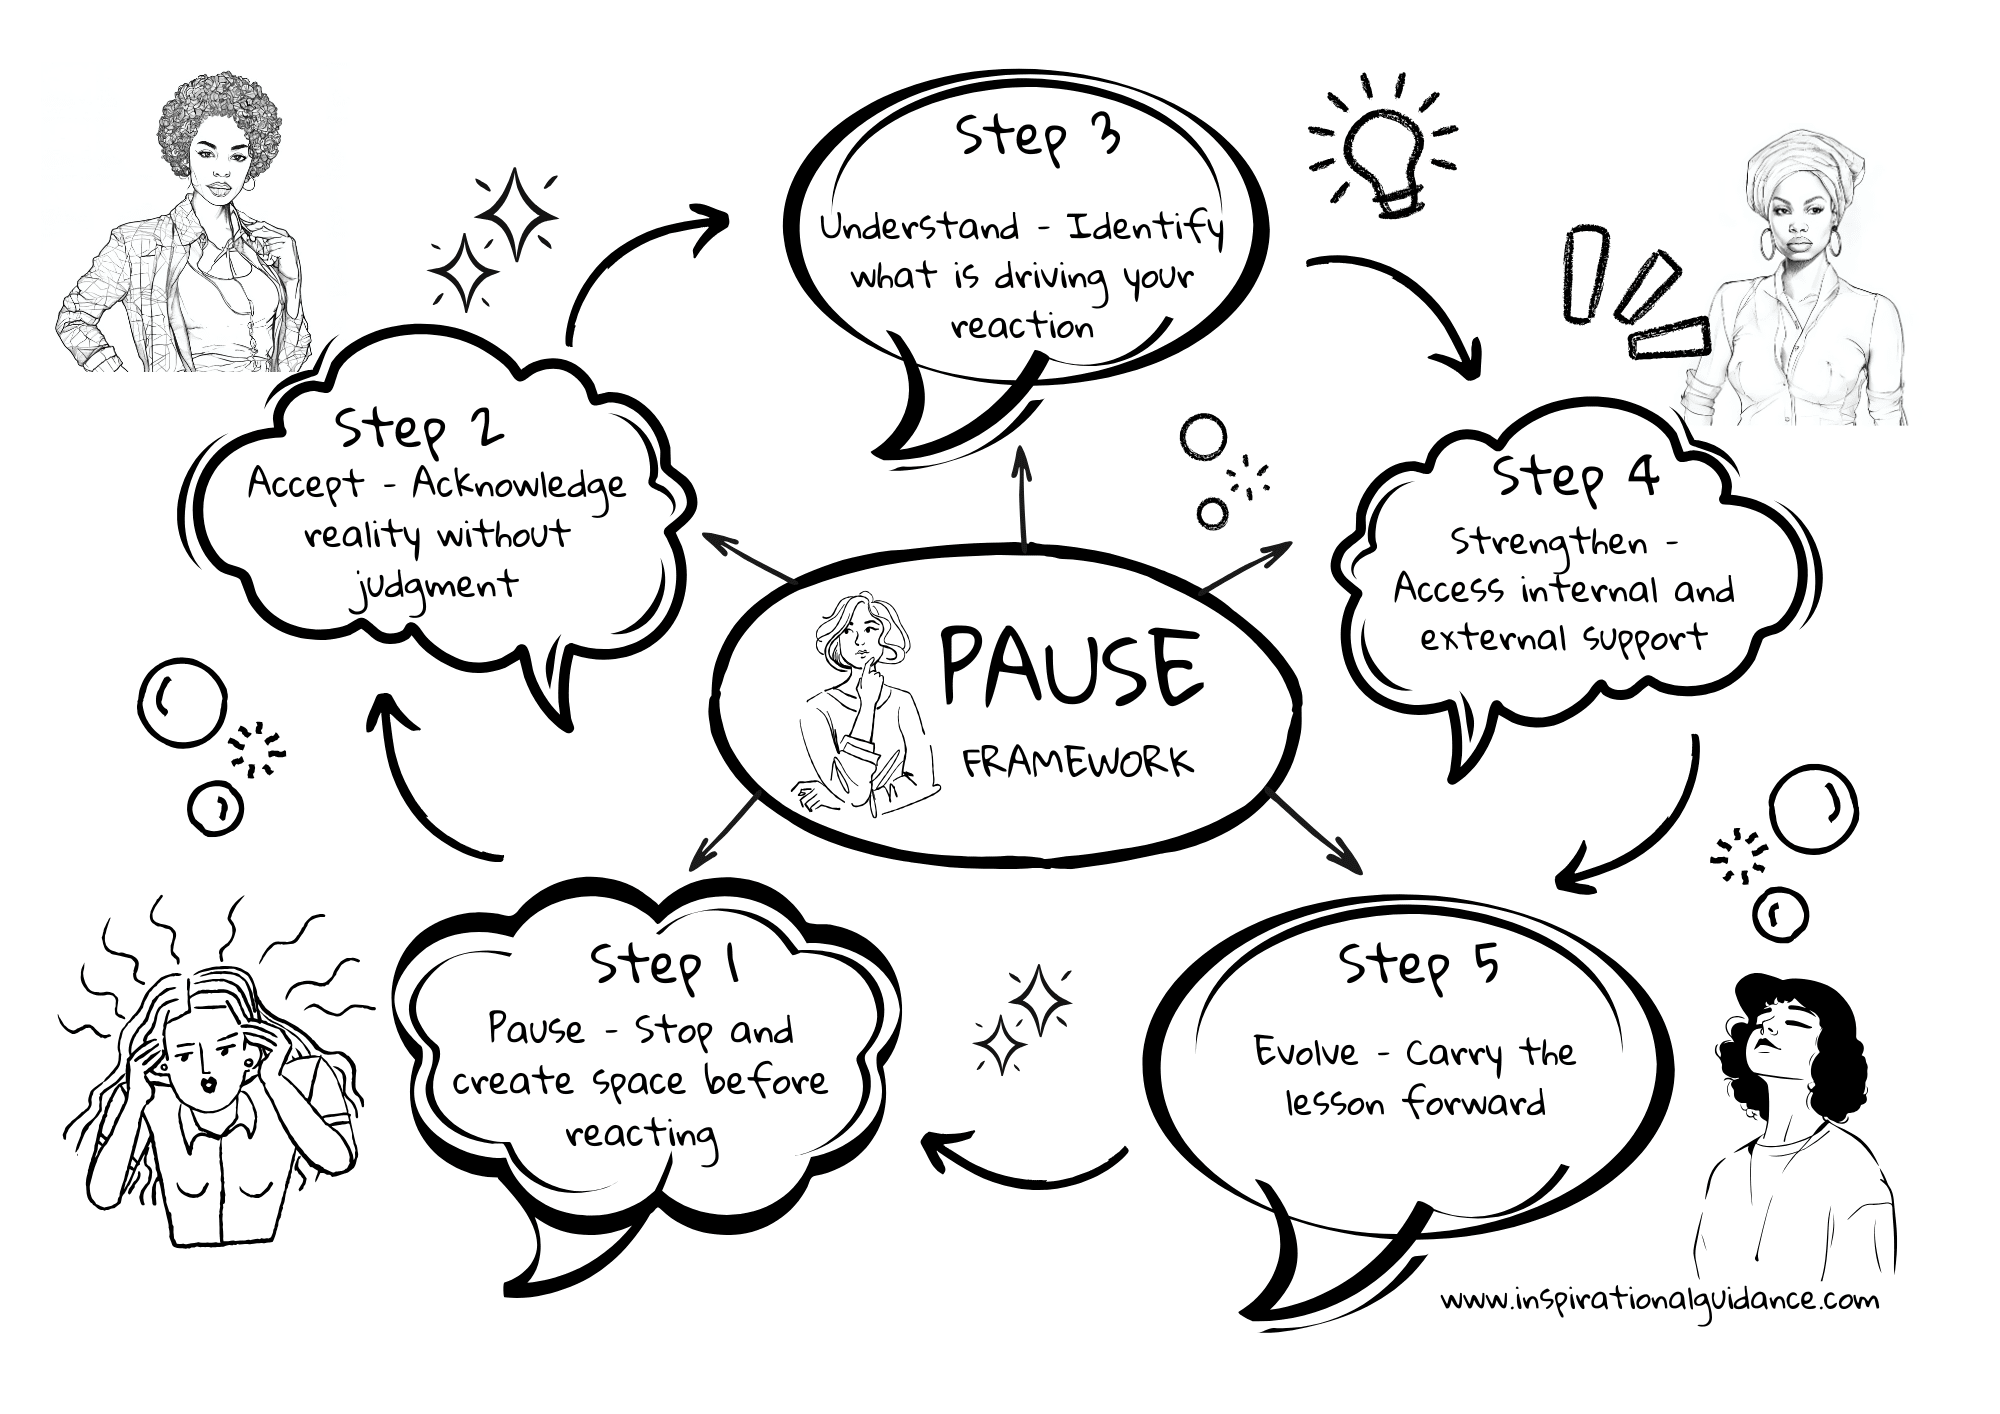 Step 3
Understand - Identify
what is driving your
reaction
Step 2
Accept - Acknowledge
reality without
judgment
Step 4
Strengthen -
Access internal and
external support
PAUSE
FRAMEWORK
Step 1
Pause - Stop and
create space before
reacting
Step 5
Evolve - Carry the
lesson forward
www.inspirationalguidance.com